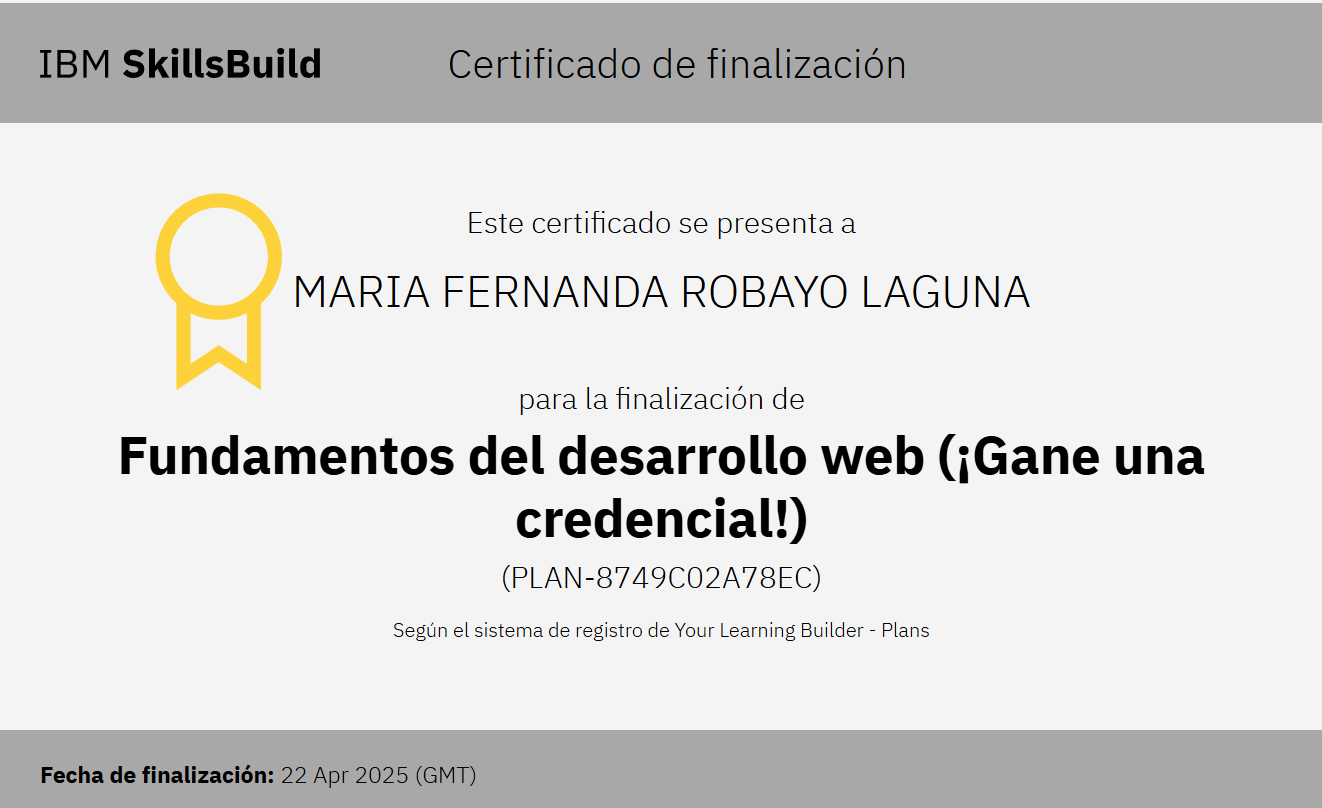 IBM SkillsBuild
Certificado de finalización
Este certificado se presenta a
MARIA FERNANDA ROBAYO LAGUNA
para la finalización de
Fundamentos del desarrollo web (¡Gane una
credencial!)
(PLAN-8749C02A78EC)
Según el sistema de registro de Your Learning Builder - Plans
Fecha de finalización: 22 Apr 2025 (GMT)